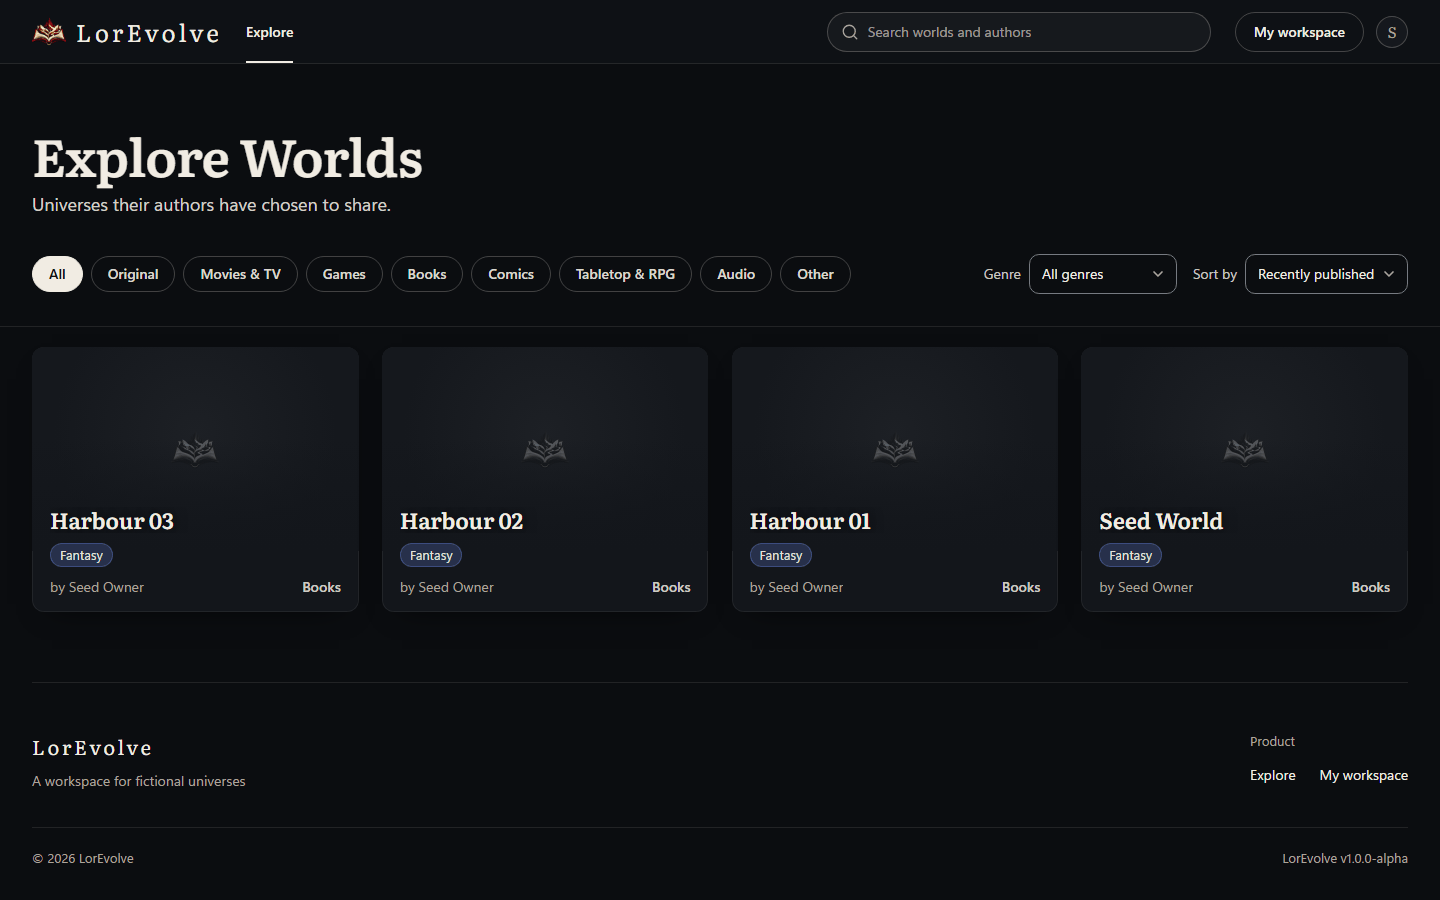 LorEvolve Explore Search worlds and authors My workspace S
Explore Worlds
Universes their authors have chosen to share.
All Original Movies & TV Games Books Comics Tabletop & RPG Audio Other Genre All genres Sort by Recently published
Harbour 03
Fantasy
by Seed Owner Books
Harbour 02
Fantasy
by Seed Owner Books
Harbour 01
Fantasy
by Seed Owner Books
Seed World
Fantasy
by Seed Owner Books
LorEvolve
A workspace for fictional universes
Product
Explore My workspace
© 2026 LorEvolve
LorEvolve v1.0.0-alpha